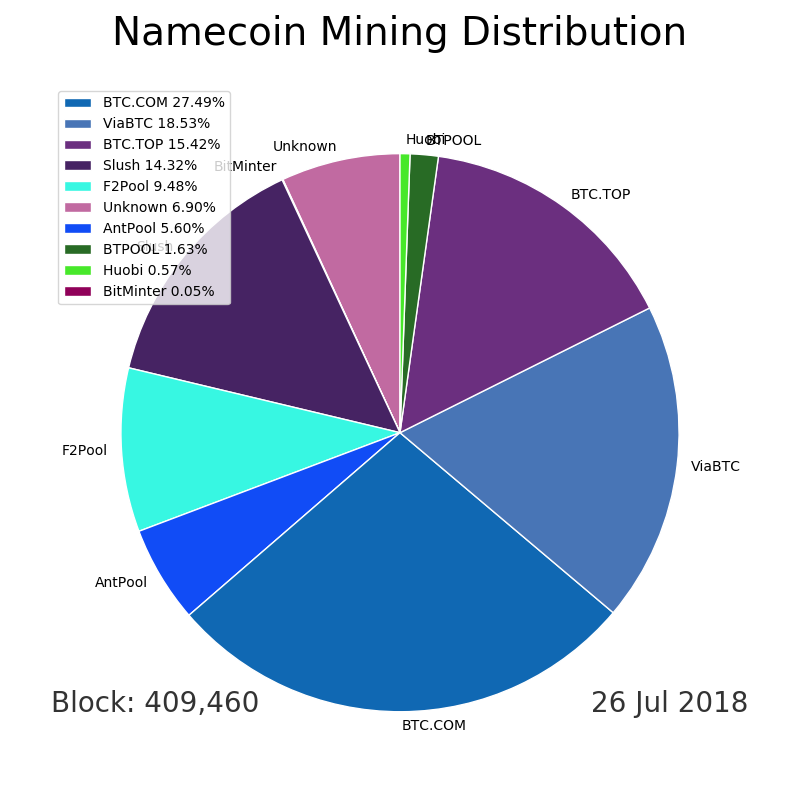 Namecoin Mining Distribution
BTC.COM 27.49%
ViaBTC 18.53%
BTC.TOP 15.42%
Slush 14.32%
F2Pool 9.48%
Unknown 6.90%
AntPool 5.60%
BTPOOL 1.63%
Huobi 0.57%
BitMinter 0.05%
Huobi
BTPOOL
Unknown
BitMinter
BTC.TOP
Slush
F2Pool
ViaBTC
AntPool
BTC.COM
Block: 409,460
26 Jul 2018